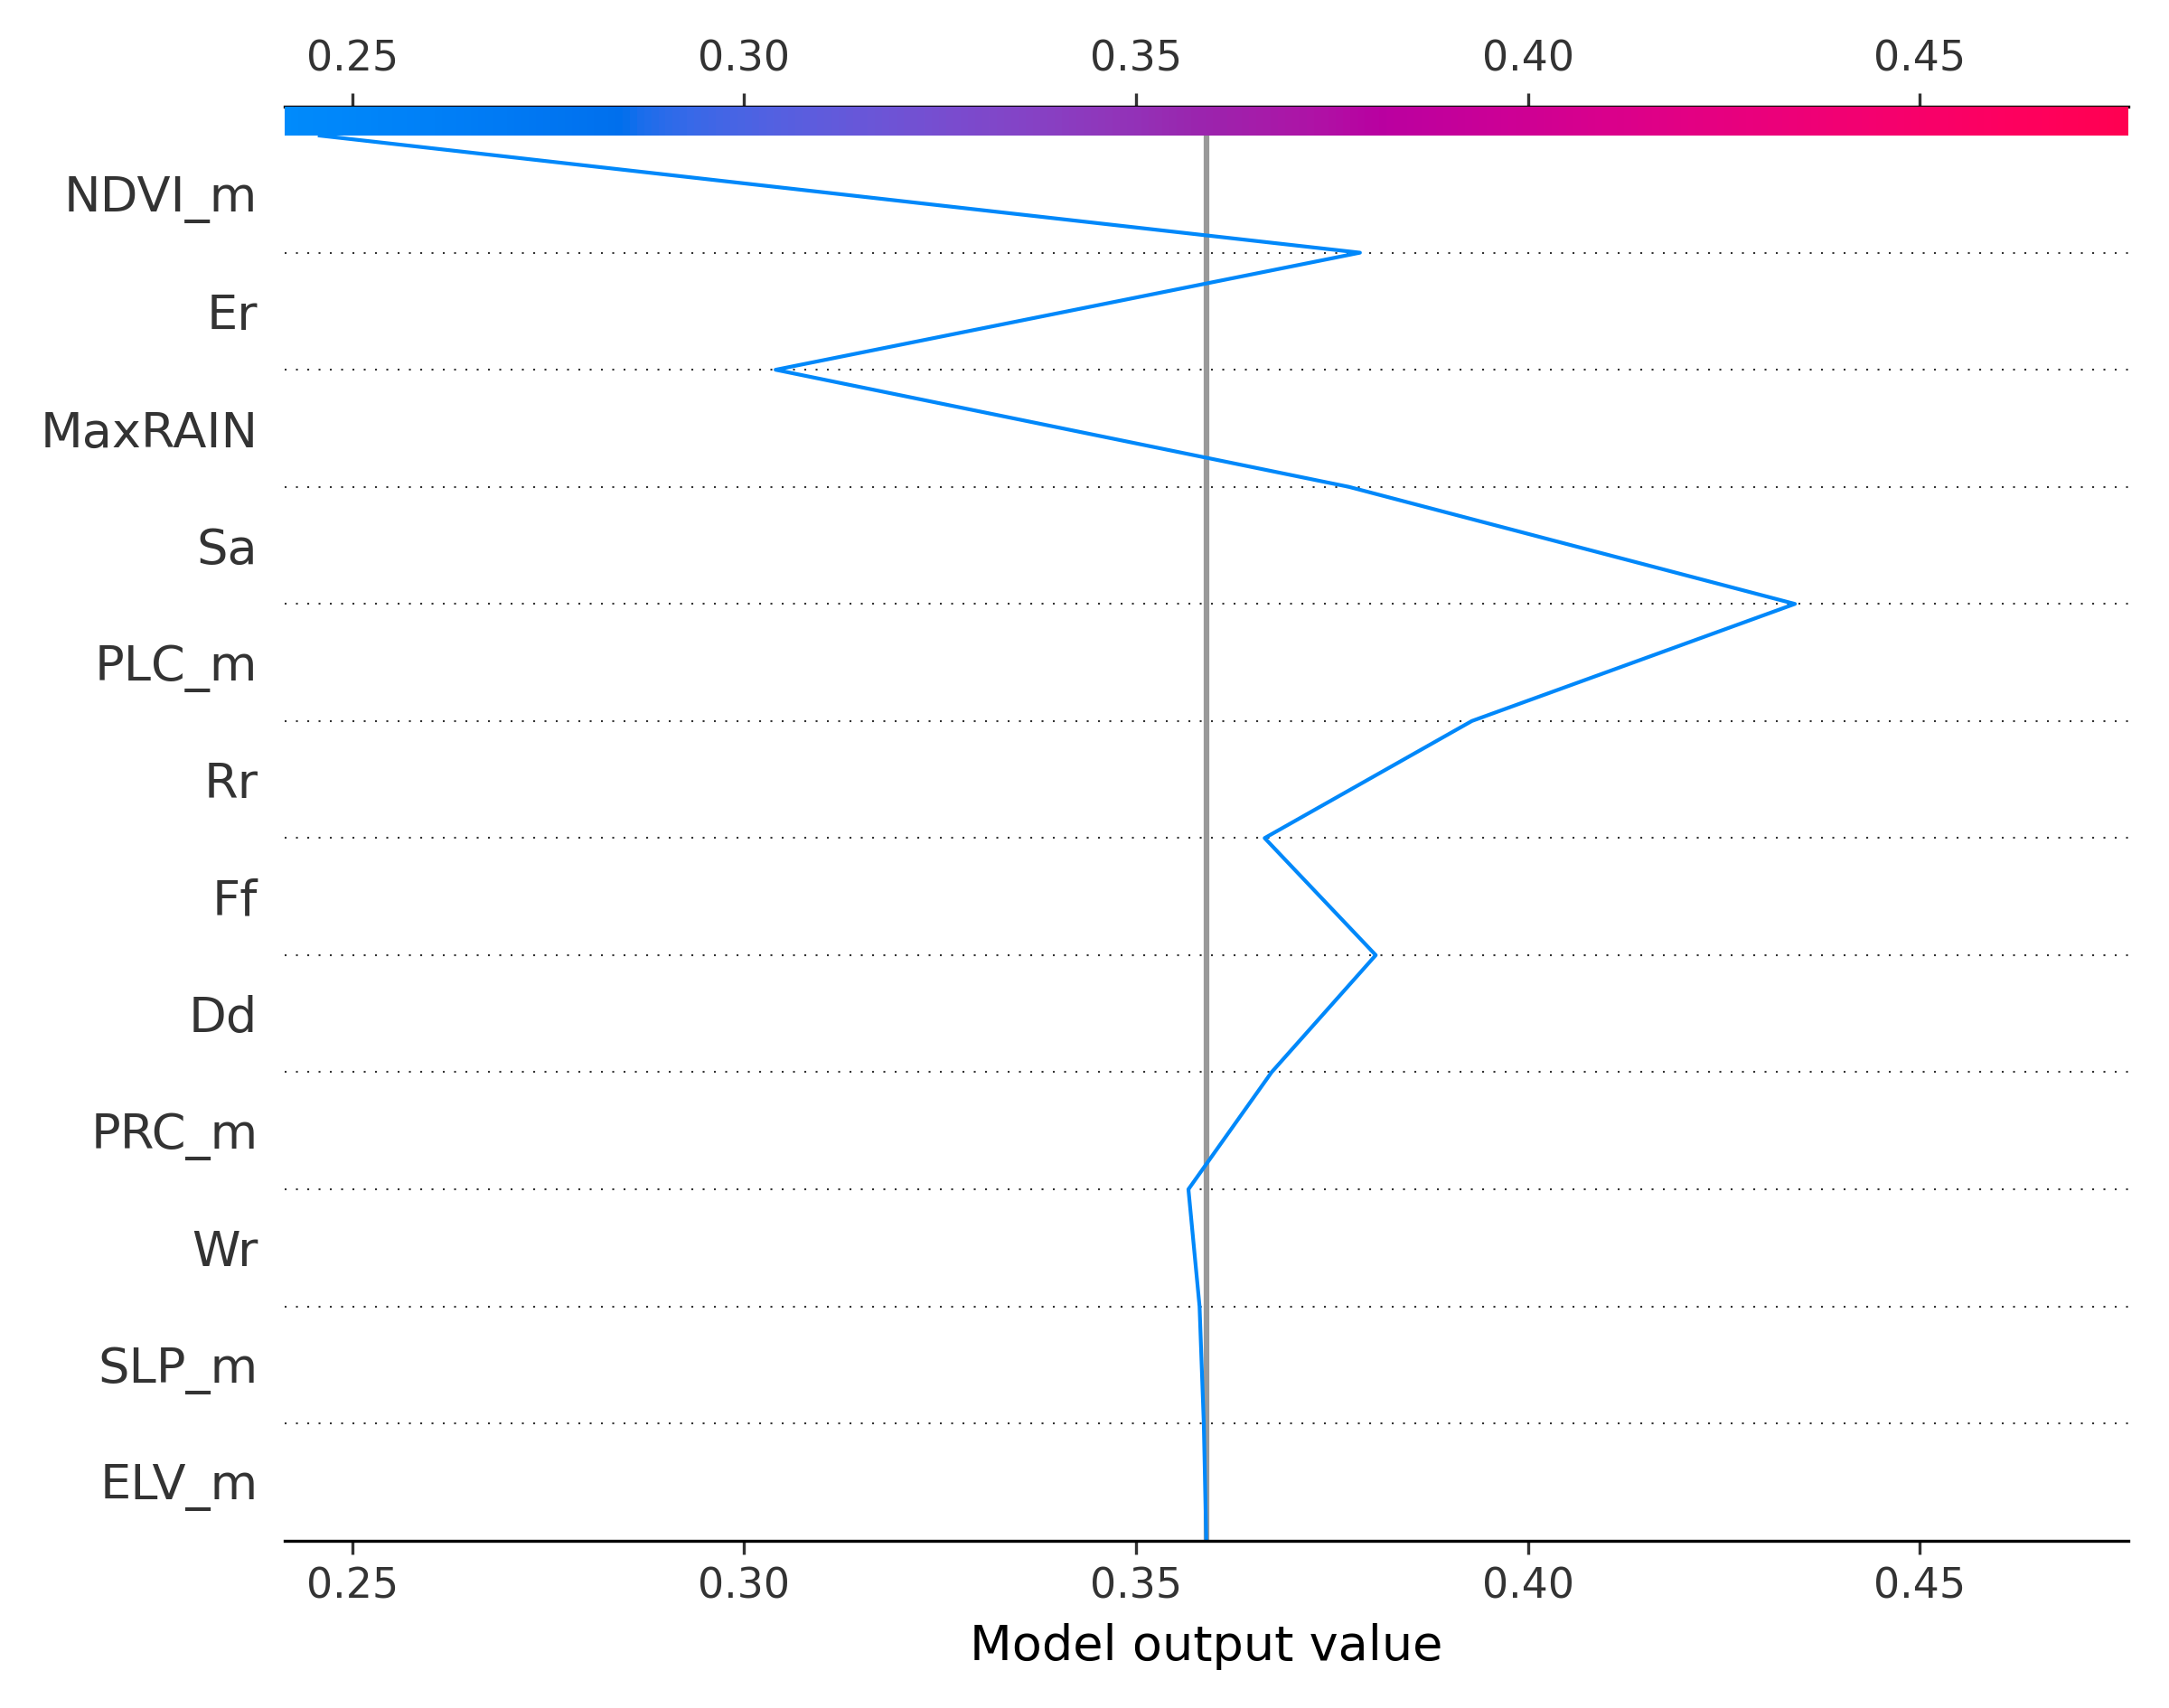 0.25 0.30 0.35 0.40 0.45
NDVI_m
Er
MaxRAIN
Sa
PLC_m
Rr
Ff
Dd
PRC_m
Wr
SLP_m
ELV_m
0.25 0.30 0.35 0.40 0.45
Model output value